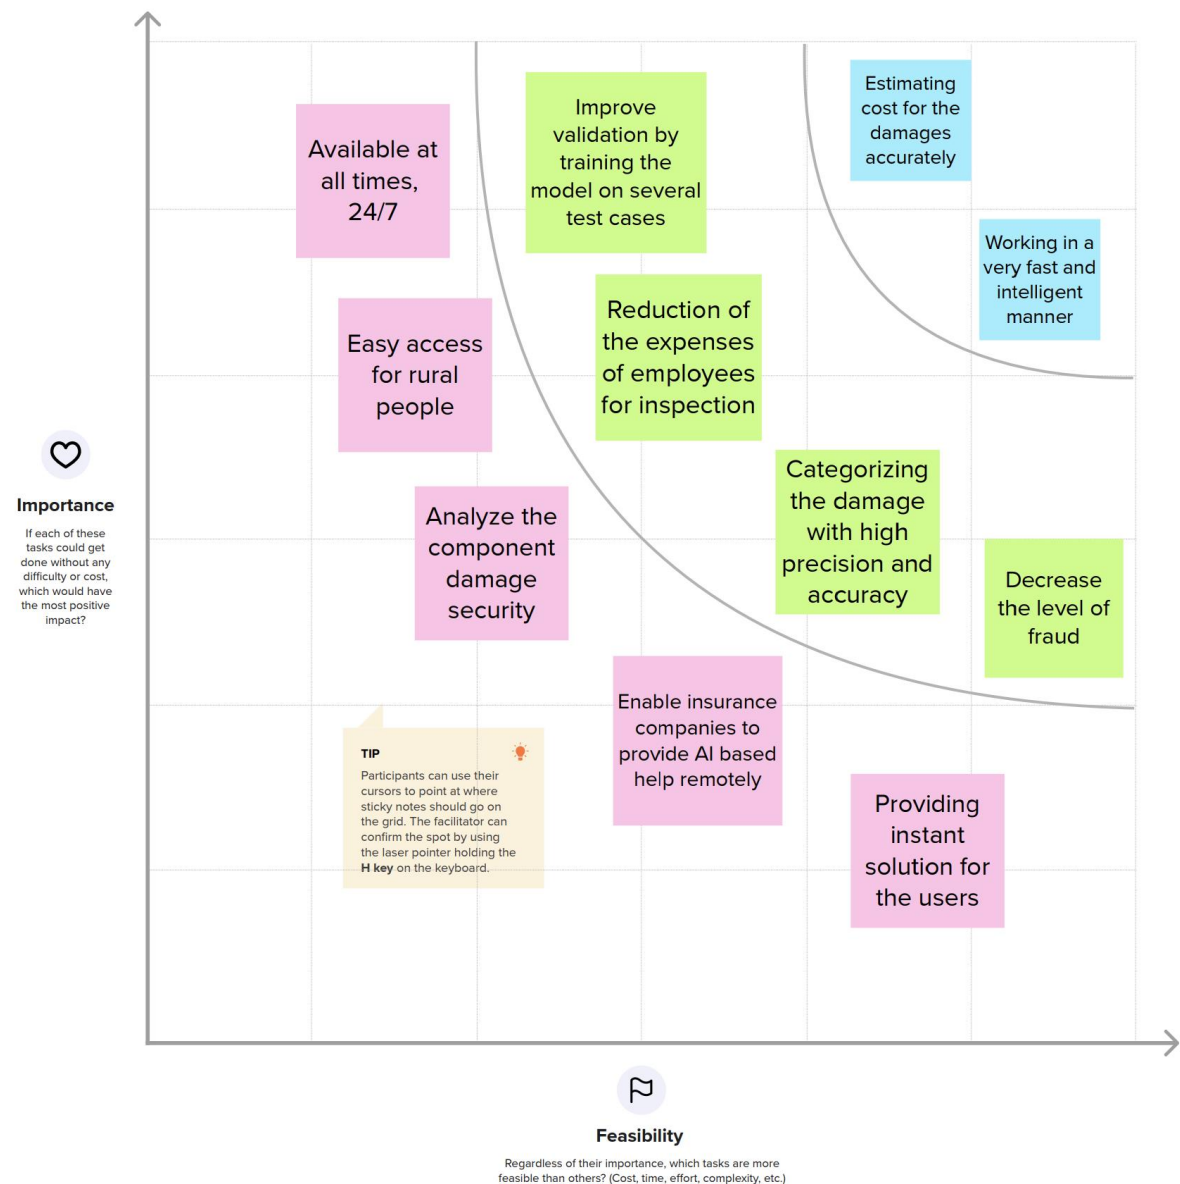 Available at
all times,
24/7
Improve
validation by
training the
model on several
test cases
Estimating
cost for the
damages
accurately
Working in a
very fast and
intelligent
manner
Easy access
for rural
people
Reduction of
the expenses
of employees
for inspection
Categorizing
the damage
with high
precision and
accuracy
Analyze the
component
damage
security
Decrease
the level of
fraud
Importance
If each of these
tasks could get
done without any
difficulty or cost,
which would have
the most positive
impact?
Enable insurance
companies to
provide AI based
help remotely
TIP
Participants can use their
cursors to point at where
sticky notes should go on
the grid. The facilitator can
confirm the spot by using
the laser pointer holding the
H key on the keyboard.
Providing
instant
solution for
the users
Feasibility
Regardless of their importance, which tasks are more
feasible than others? (Cost, time, effort, complexity, etc.)